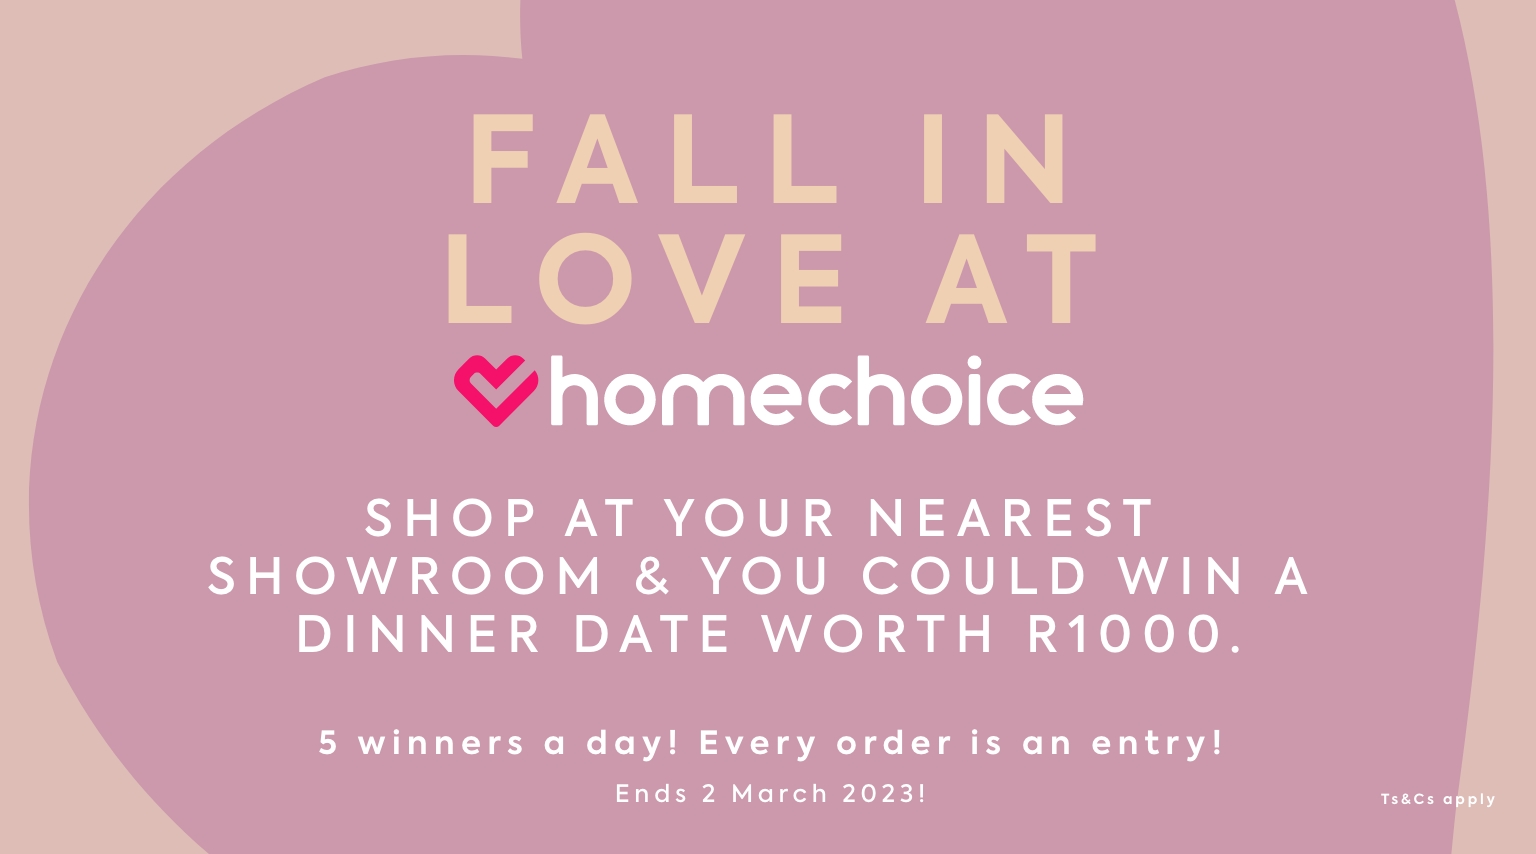 FALL IN
LOVE AT
homechoice
SHOP AT YOUR NEAREST
SHOWROOM & YOU COULD WIN A
DINNER DATE WORTH R1000.
5 winners a day! Every order is an entry!
Ends 2 March 2023!
Ts&Cs apply